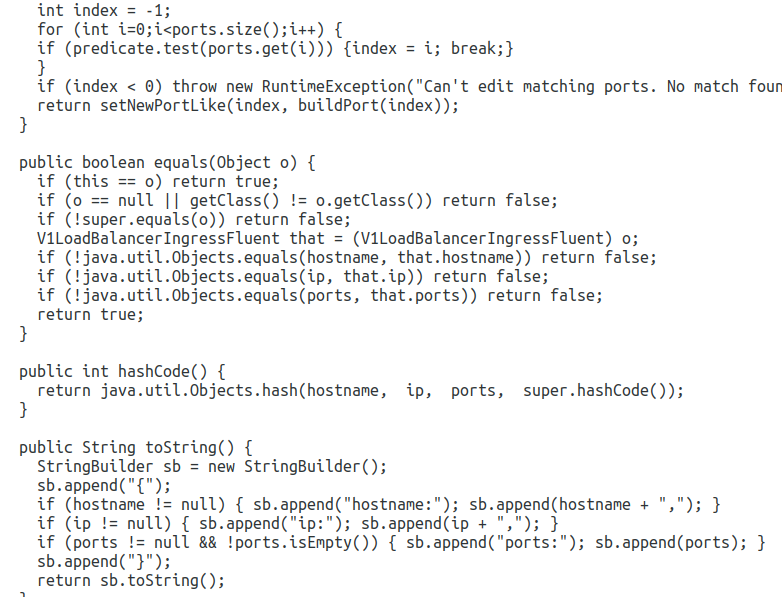 int index = -1;
for (int i=0;i<ports.size();i++) {
if (predicate.test(ports.get(i))) {index = i; break;}
}
if (index < 0) throw new RuntimeException("Can't edit matching ports. No match foun
return setNewPortLike(index, buildPort(index));
}
public boolean equals(Object o) {
if (this == o) return true;
if (o == null || getClass() != o.getClass()) return false;
if (!super.equals(o)) return false;
V1LoadBalancerIngressFluent that = (V1LoadBalancerIngressFluent) o;
if (!java.util.Objects.equals(hostname, that.hostname)) return false;
if (!java.util.Objects.equals(ip, that.ip)) return false;
if (!java.util.Objects.equals(ports, that.ports)) return false;
return true;
}
public int hashCode() {
return java.util.Objects.hash(hostname,  ip,  ports,  super.hashCode());
}
public String toString() {
StringBuilder sb = new StringBuilder();
sb.append("{");
if (hostname != null) { sb.append("hostname:"); sb.append(hostname + ","); }
if (ip != null) { sb.append("ip:"); sb.append(ip + ","); }
if (ports != null && !ports.isEmpty()) { sb.append("ports:"); sb.append(ports); }
sb.append("}");
return sb.toString();